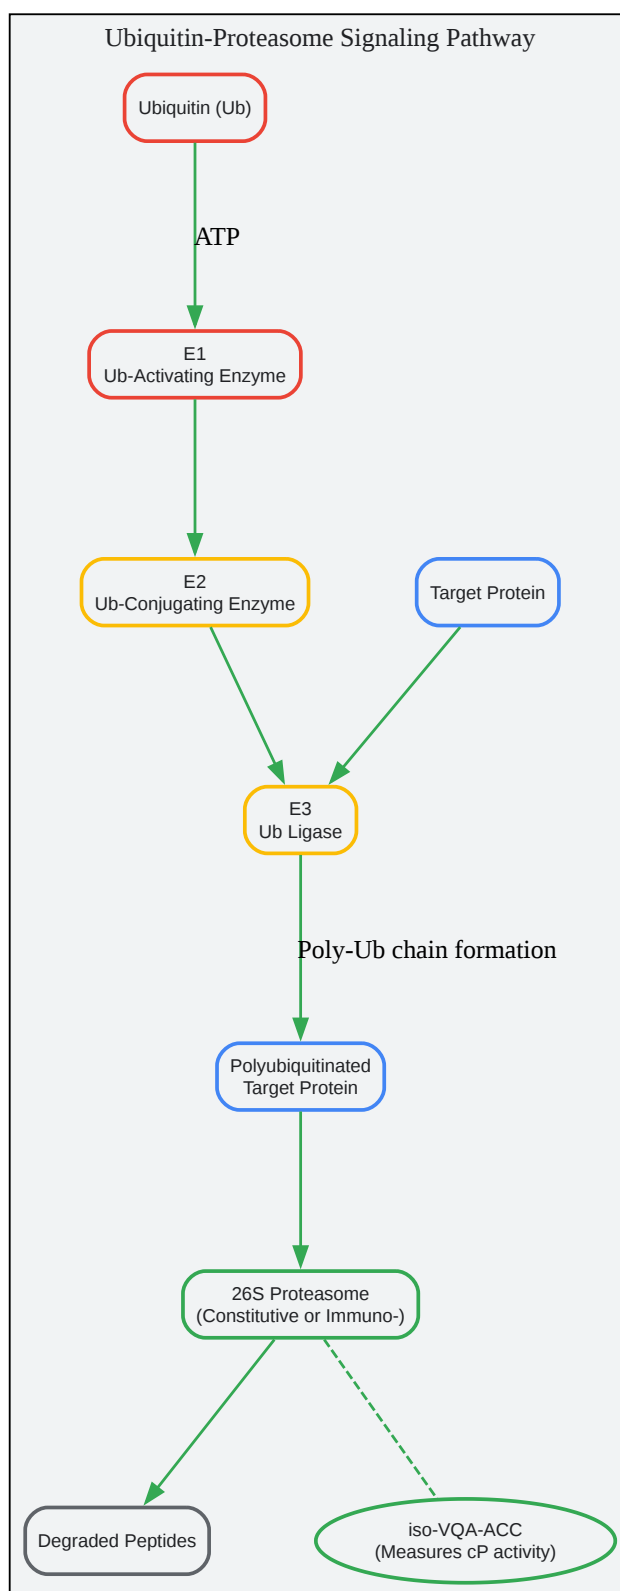 Ubiquitin-Proteasome Signaling Pathway
Ubiquitin (Ub)
ATP
E1
Ub-Activating Enzyme
E2
Ub-Conjugating Enzyme
Target Protein
E3
Ub Ligase
Poly-Ub chain formation
Polyubiquitinated
Target Protein
26S Proteasome
(Constitutive or Immuno-)
Degraded Peptides
iso-VQA-ACC
(Measures cP activity)